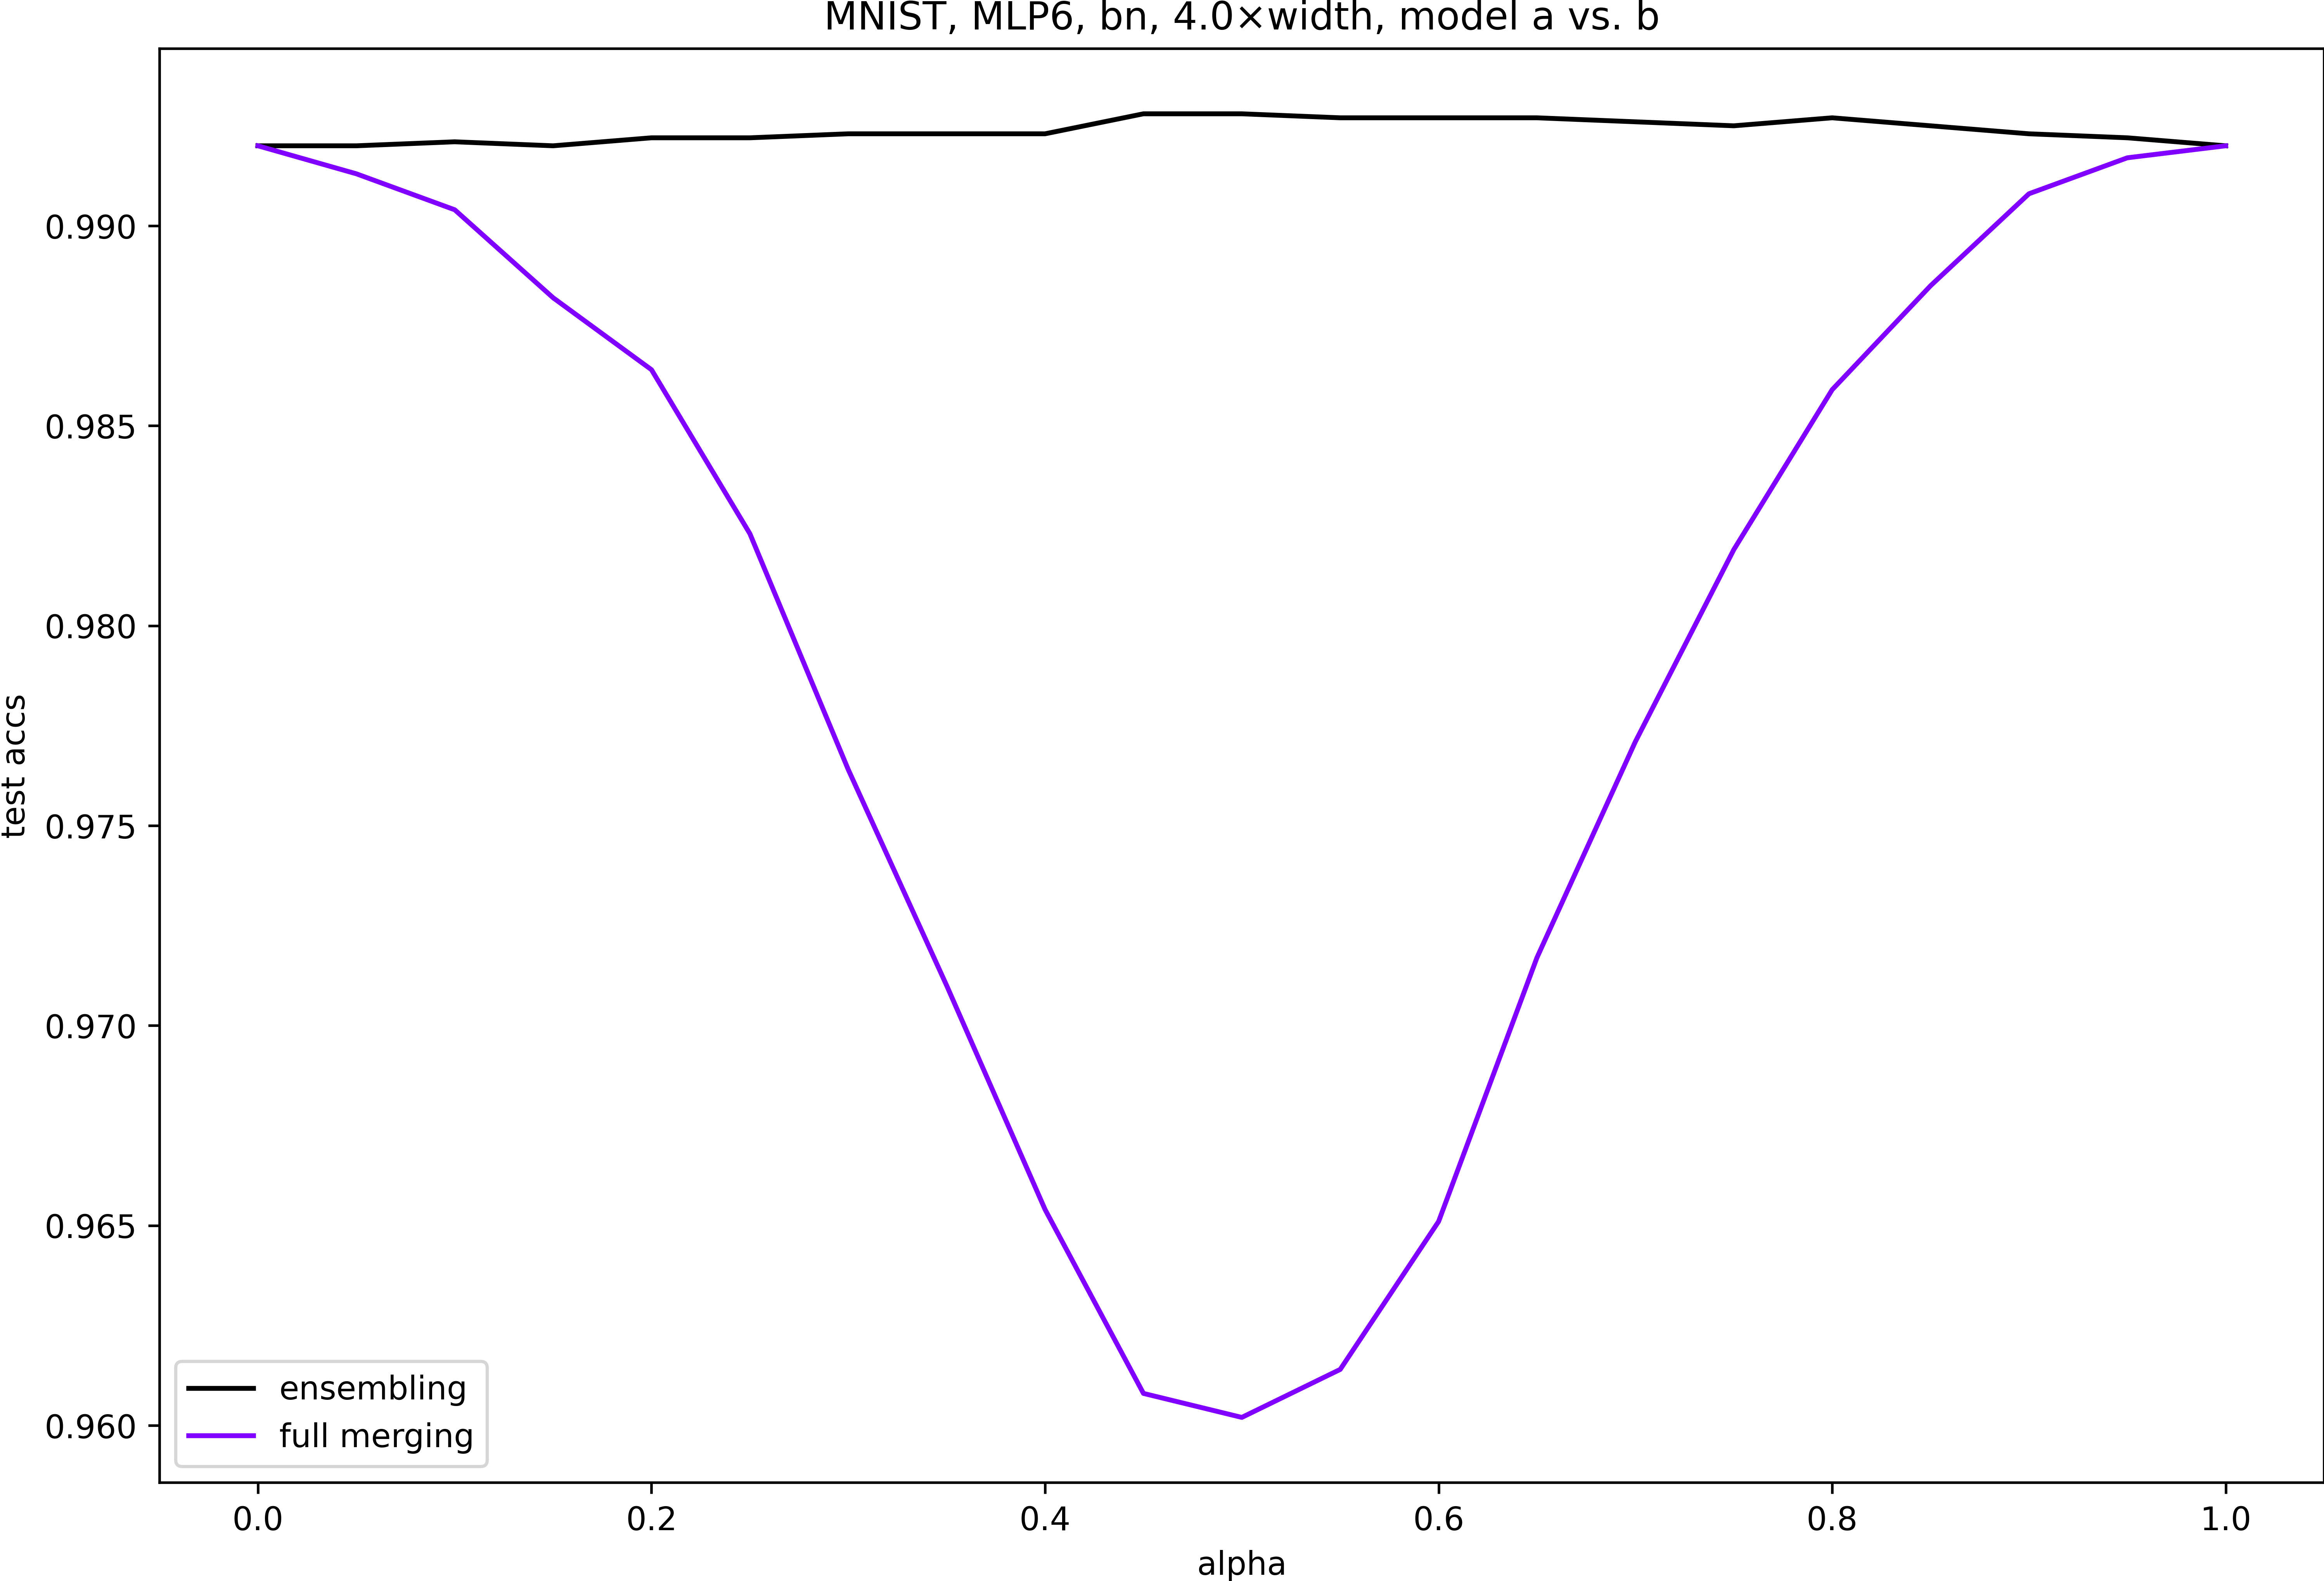 MNIST, MLP6, bn, 4.0×width, model a vs. b
0.990
0.985
0.980
0.975
0.970
0.965
0.960
test accs
ensembling
full merging
0.0 0.2 0.4 0.6 0.8 1.0
alpha